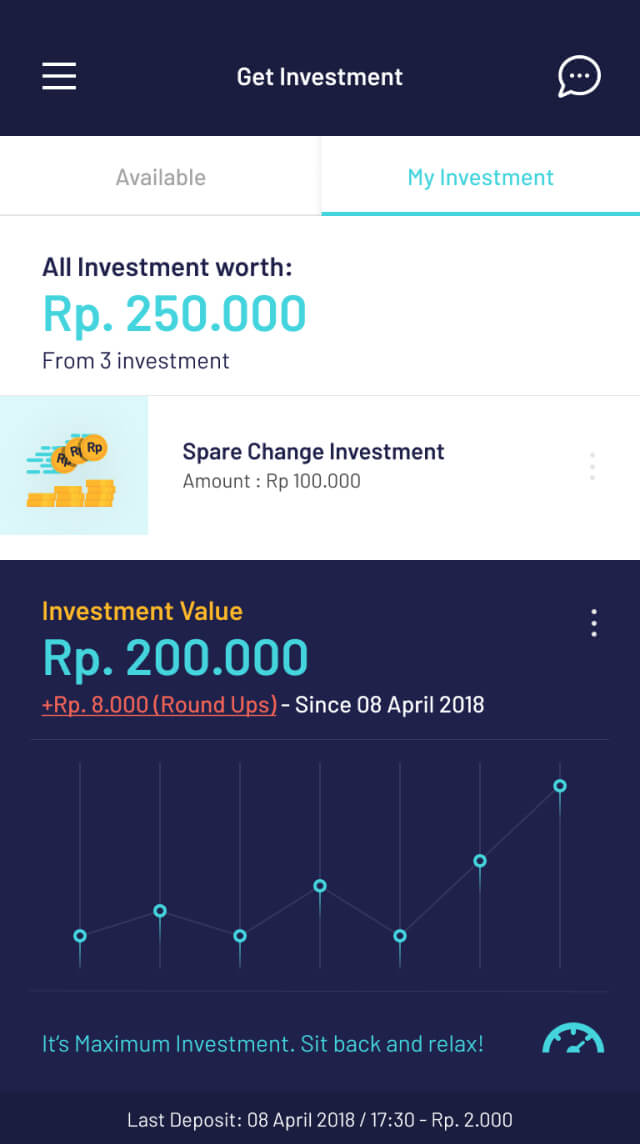 Get Investment
Available
My Investment
All Investment worth:
Rp. 250.000
From 3 investment
Rp Rp Rp
Spare Change Investment
Amount : Rp 100.000
Investment Value
Rp. 200.000
+Rp. 8.000 (Round Ups) - Since 08 April 2018
It's Maximum Investment. Sit back and relax!
Last Deposit: 08 April 2018 / 17:30 - Rp. 2.000